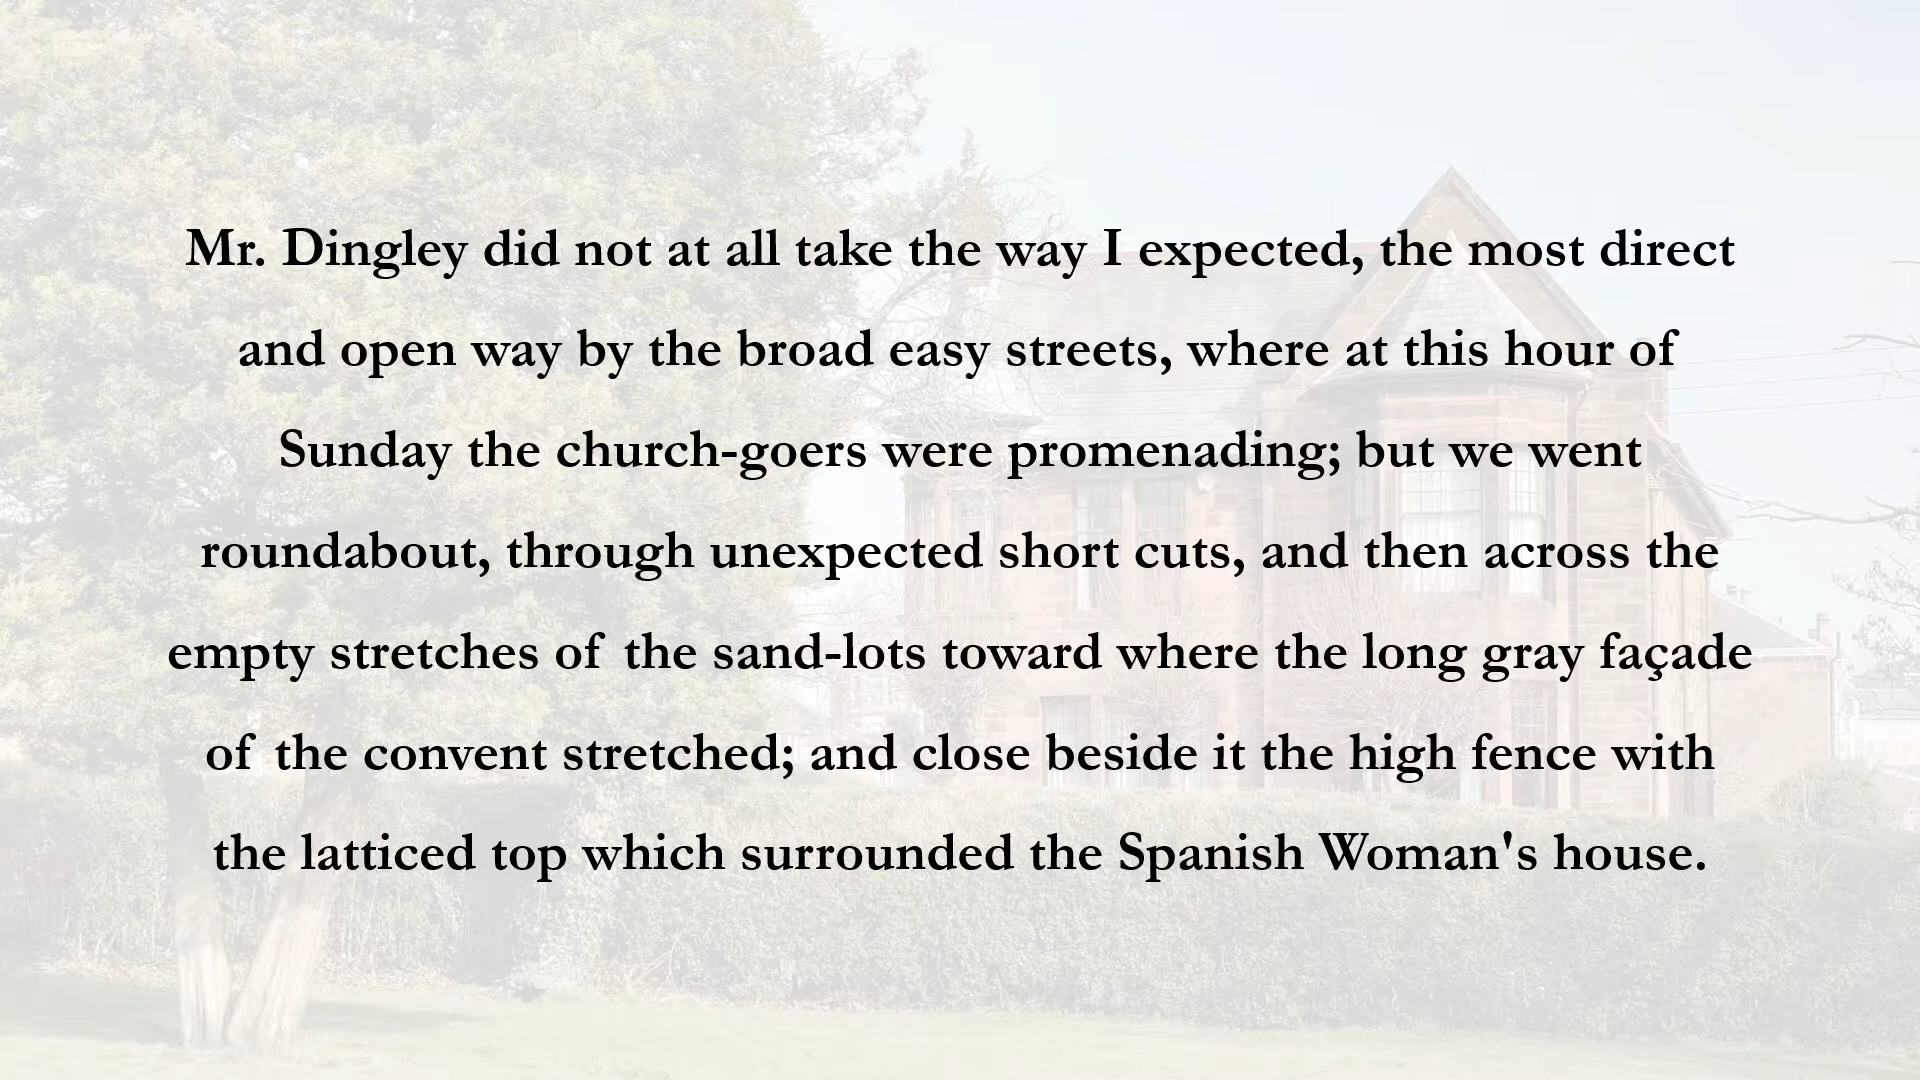 Mr. Dingley did not at all take the way I expected, the most direct
and open way by the broad easy streets, where at this hour of
Sunday the church-goers were promenading; but we went
roundabout, through unexpected short cuts, and then across the
empty stretches of the sand-lots toward where the long gray façade
of the convent stretched; and close beside it the high fence with
the latticed top which surrounded the Spanish Woman's house.